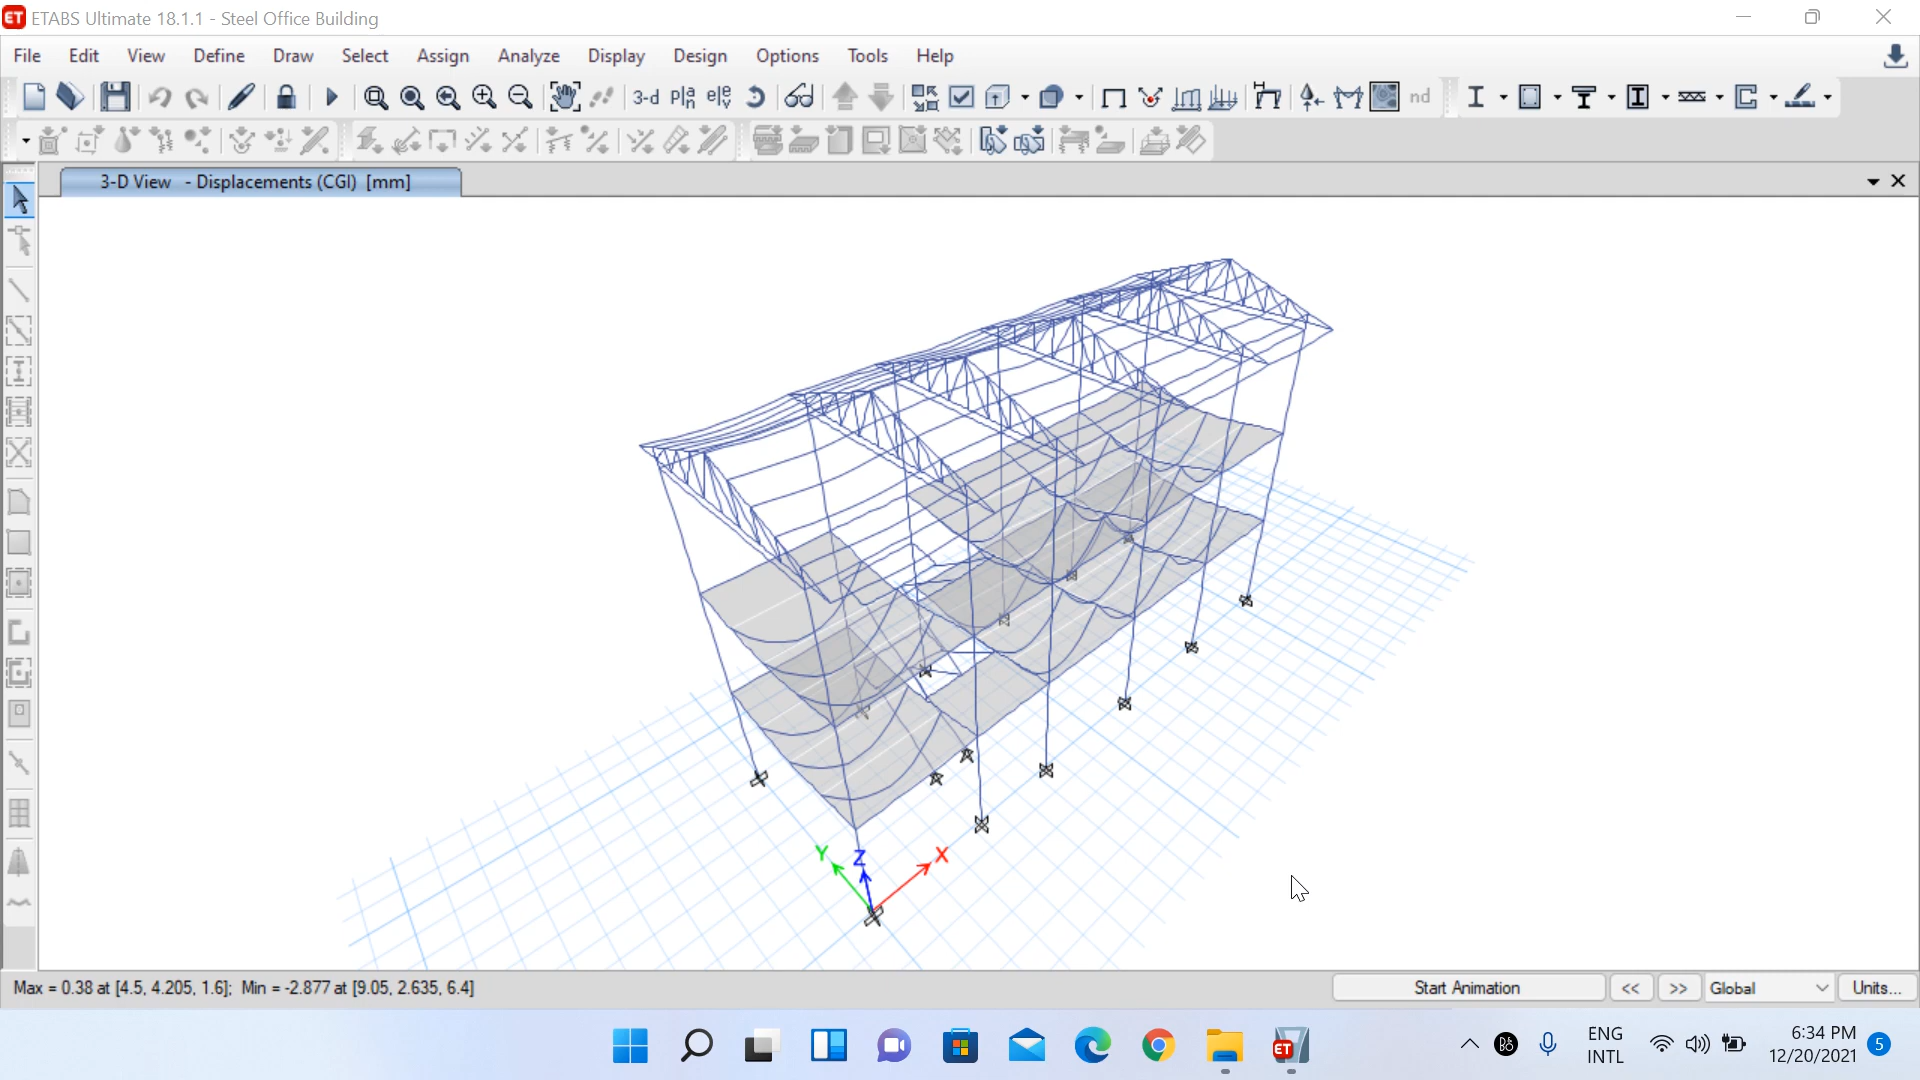 ET ETABS Ultimate 18.1.1 - Steel Office Building
File Edit View Define Draw Select Assign Analyze Display Design Options Tools Help
3-d nd
3-D View - Displacements (CGI) [mm]
Y Z X
Max = 0.38 at [4.5, 4.205, 1.6]; Min = -2.877 at [9.05, 2.635, 6.4]
Start Animation << >> Global Units...
ET
ENG
INTL
6:34 PM
12/20/2021
5